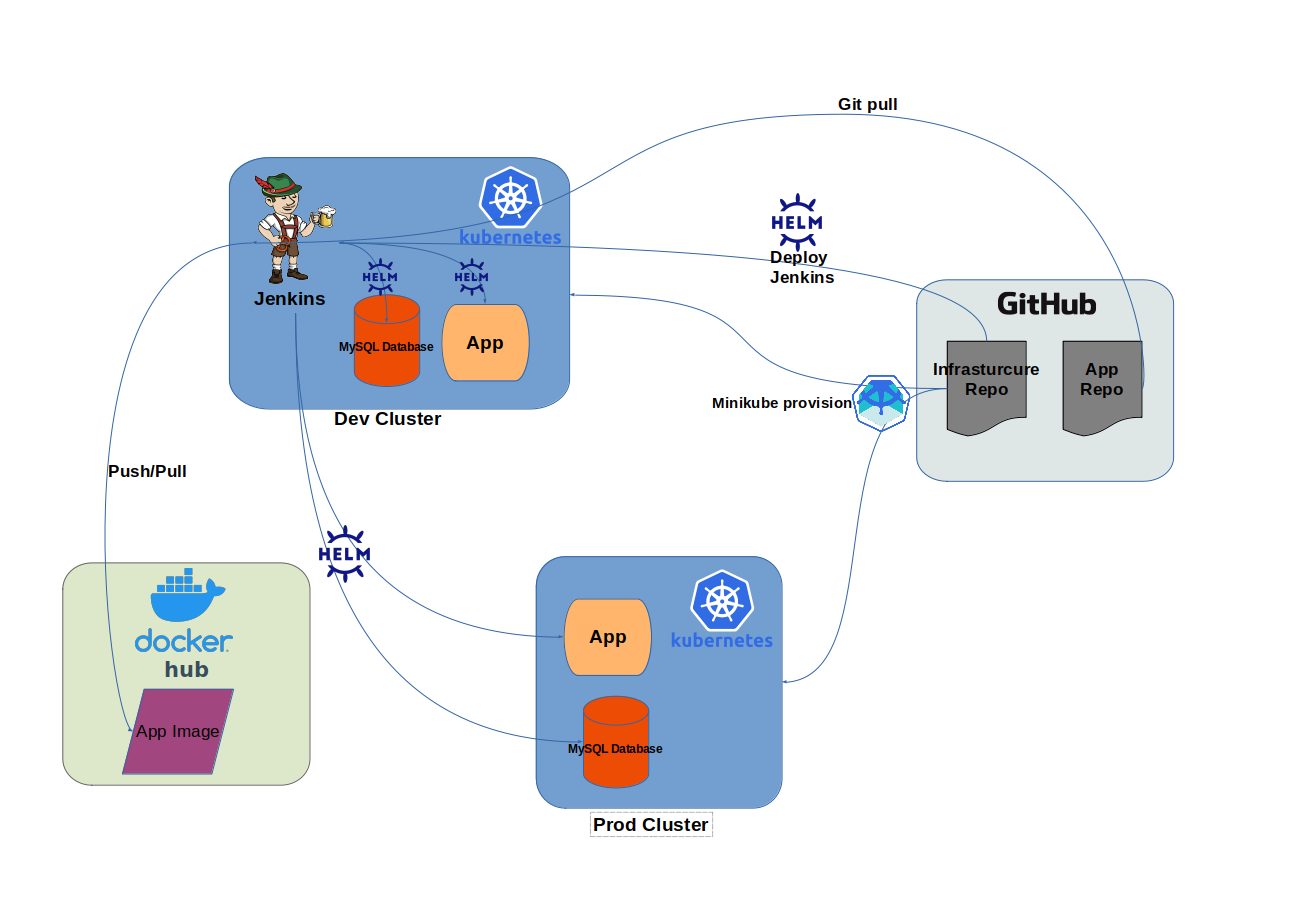 Git pull
kubernetes
HELM
Deploy
Jenkins
Jenkins
HELM
HELM
MySQL Database
App
Dev Cluster
GitHub
Infrasturcure
Repo
App
Repo
Minikube provision
Push/Pull
HELM
docker
hub
App Image
App
kubernetes
MySQL Database
Prod Cluster